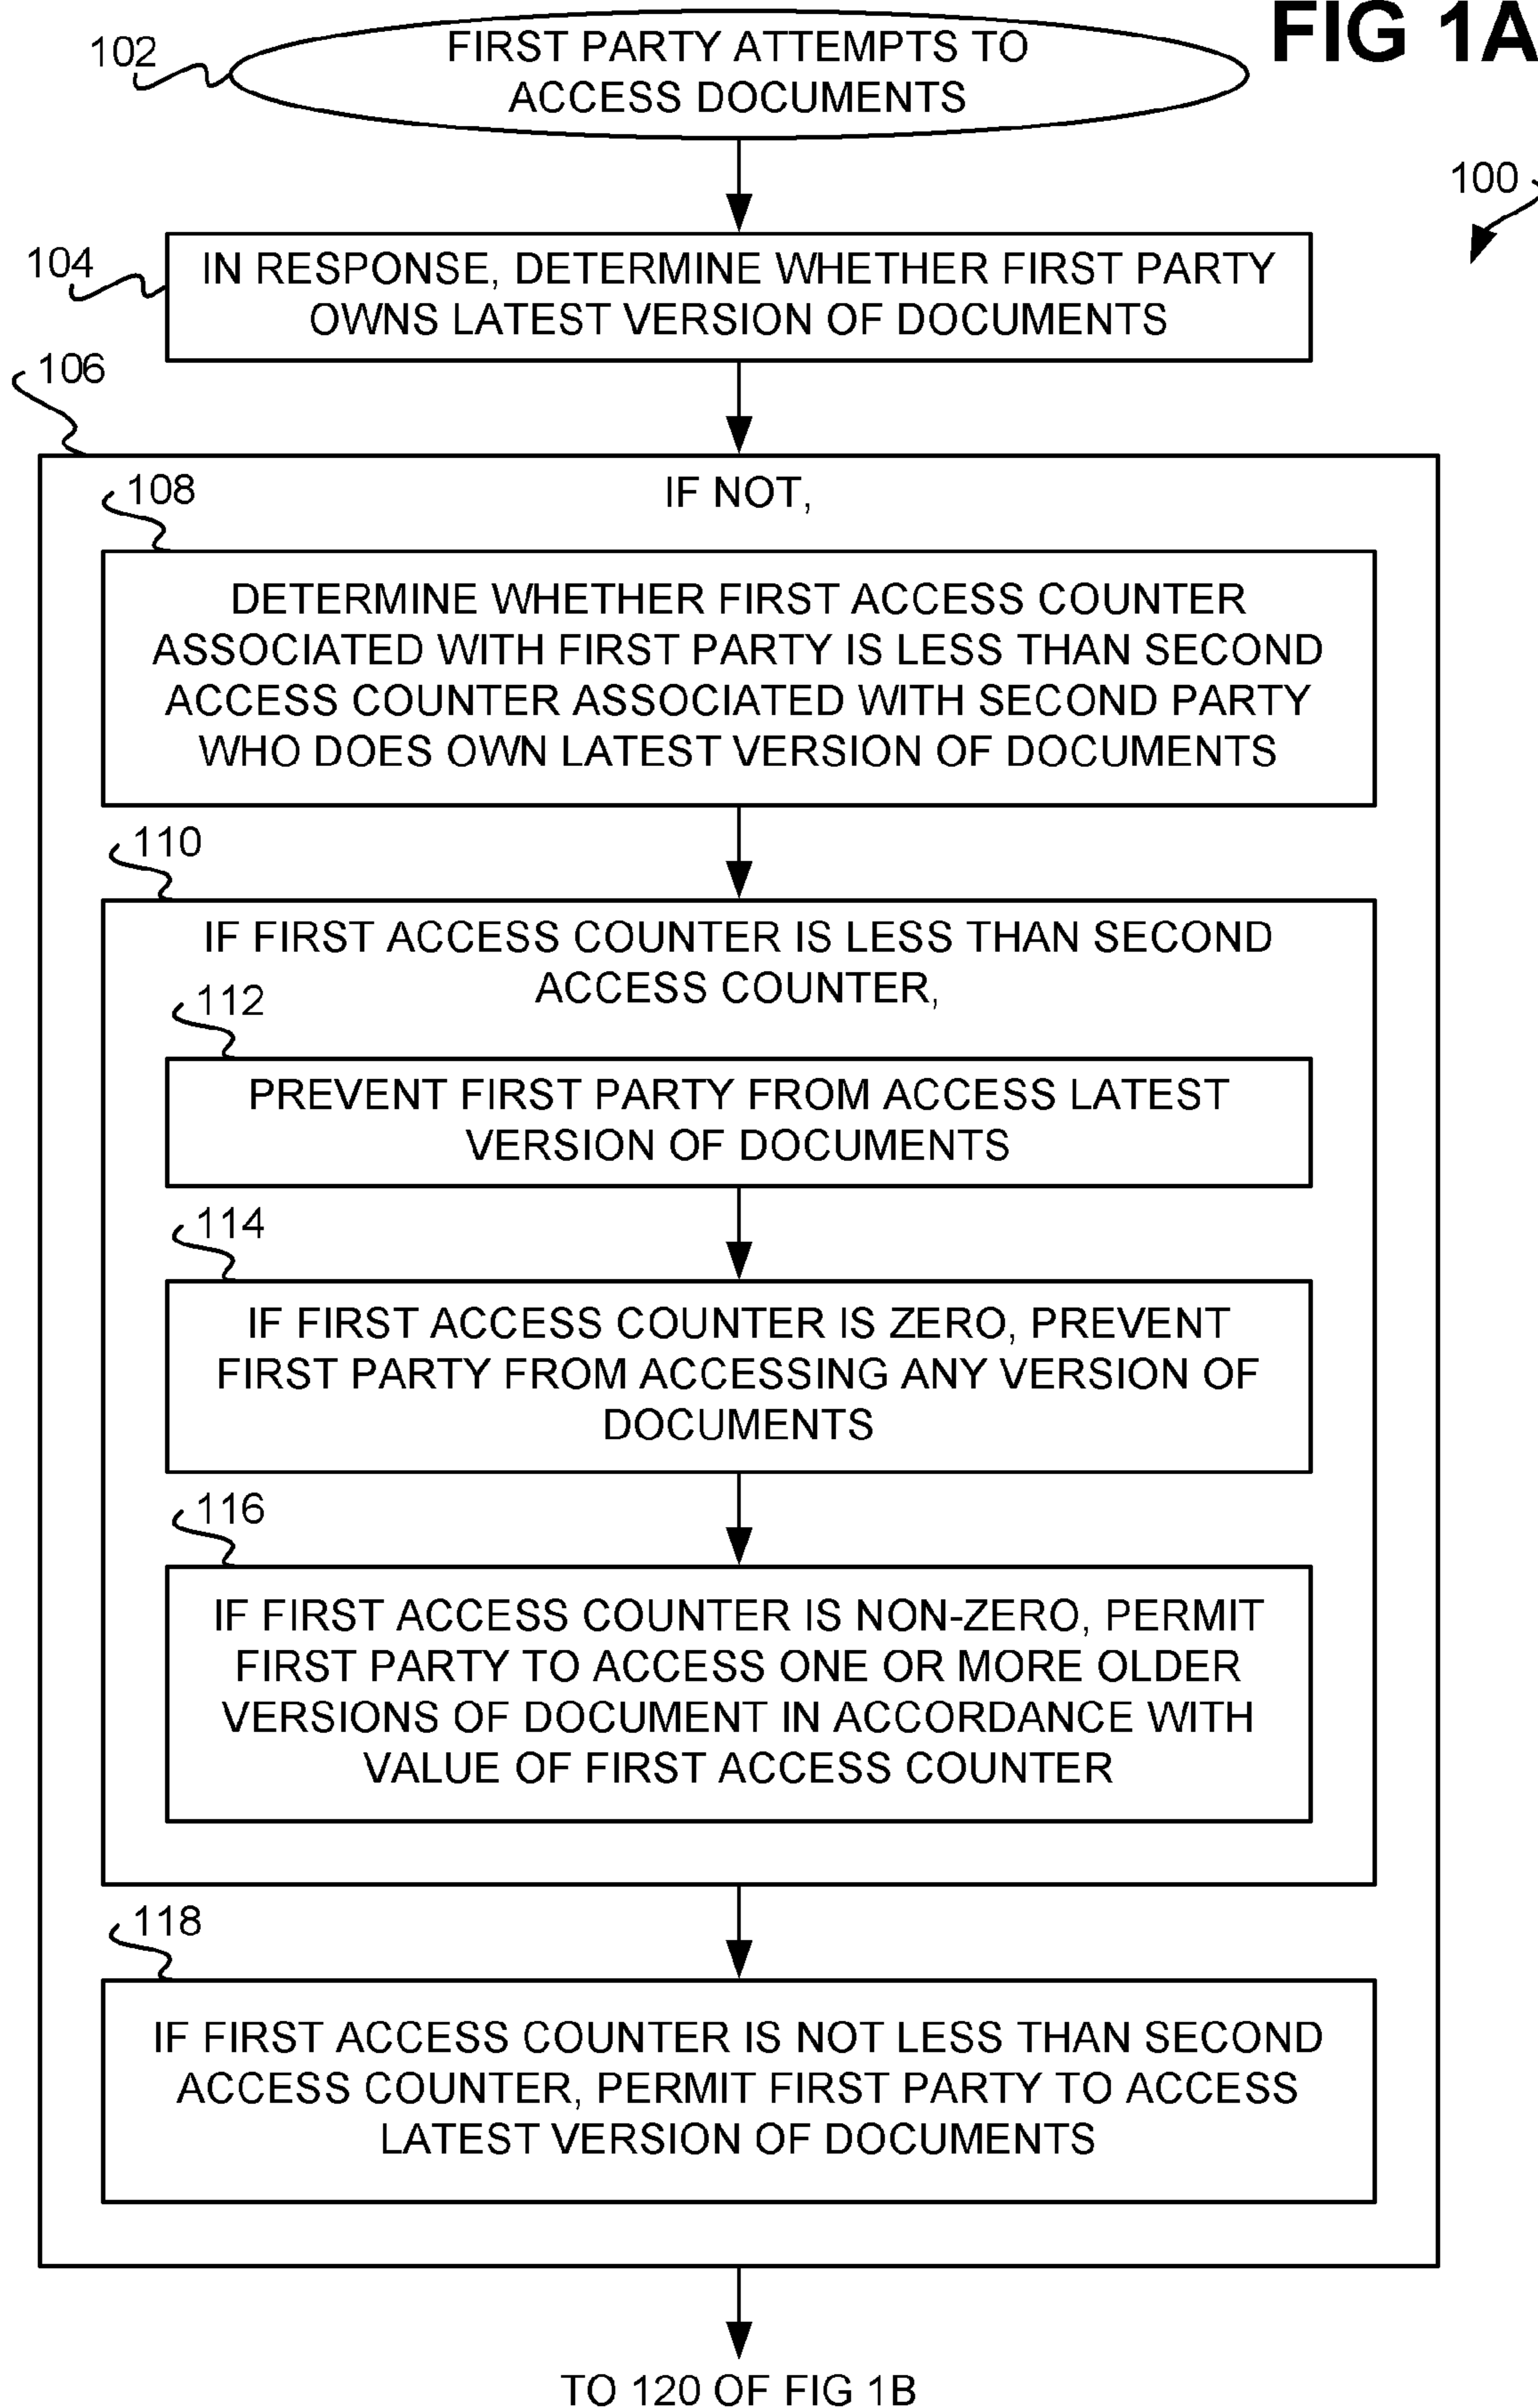 FIG 1A
102
FIRST PARTY ATTEMPTS TO
ACCESS DOCUMENTS
100
104
IN RESPONSE, DETERMINE WHETHER FIRST PARTY
OWNS LATEST VERSION OF DOCUMENTS
106
IF NOT,
108
DETERMINE WHETHER FIRST ACCESS COUNTER
ASSOCIATED WITH FIRST PARTY IS LESS THAN SECOND
ACCESS COUNTER ASSOCIATED WITH SECOND PARTY
WHO DOES OWN LATEST VERSION OF DOCUMENTS
110
IF FIRST ACCESS COUNTER IS LESS THAN SECOND
ACCESS COUNTER,
112
PREVENT FIRST PARTY FROM ACCESS LATEST
VERSION OF DOCUMENTS
114
IF FIRST ACCESS COUNTER IS ZERO, PREVENT
FIRST PARTY FROM ACCESSING ANY VERSION OF
DOCUMENTS
116
IF FIRST ACCESS COUNTER IS NON-ZERO, PERMIT
FIRST PARTY TO ACCESS ONE OR MORE OLDER
VERSIONS OF DOCUMENT IN ACCORDANCE WITH
VALUE OF FIRST ACCESS COUNTER
118
IF FIRST ACCESS COUNTER IS NOT LESS THAN SECOND
ACCESS COUNTER, PERMIT FIRST PARTY TO ACCESS
LATEST VERSION OF DOCUMENTS
TO 120 OF FIG 1B